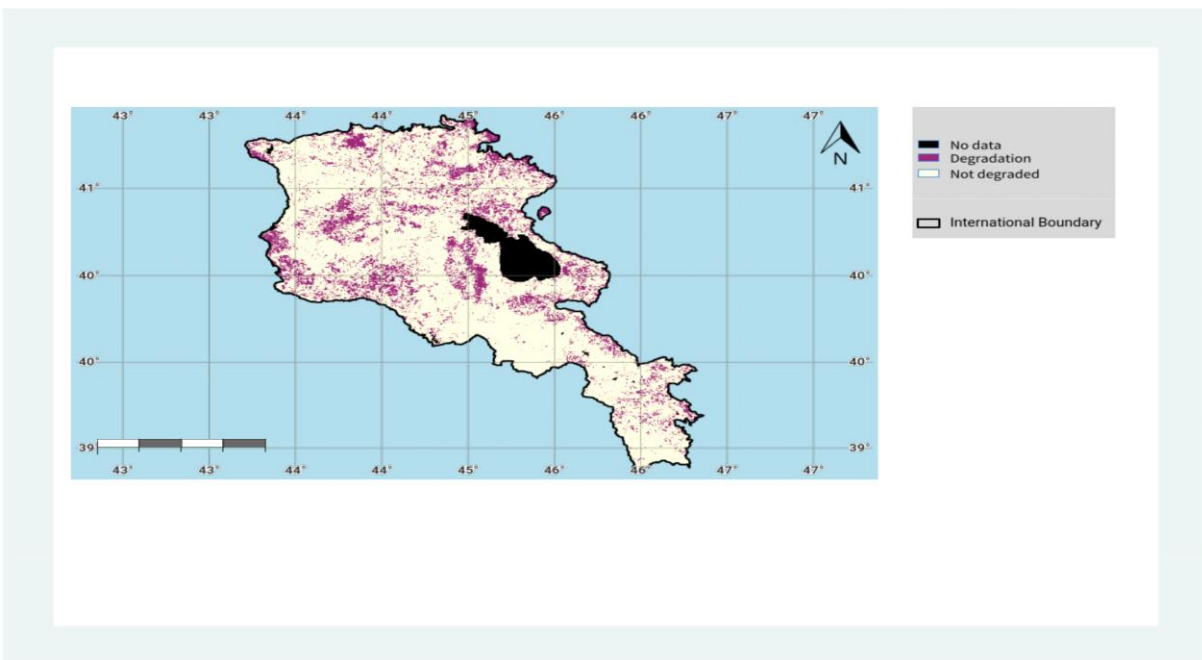 43° 43° 44° 44° 45° 46° 46° 47° 47°
N
41° 41°
40° 40°
40° 40°
39 39°
43° 43° 44° 44° 45° 46° 46° 47° 47°
No data
Degradation
Not degraded
International Boundary